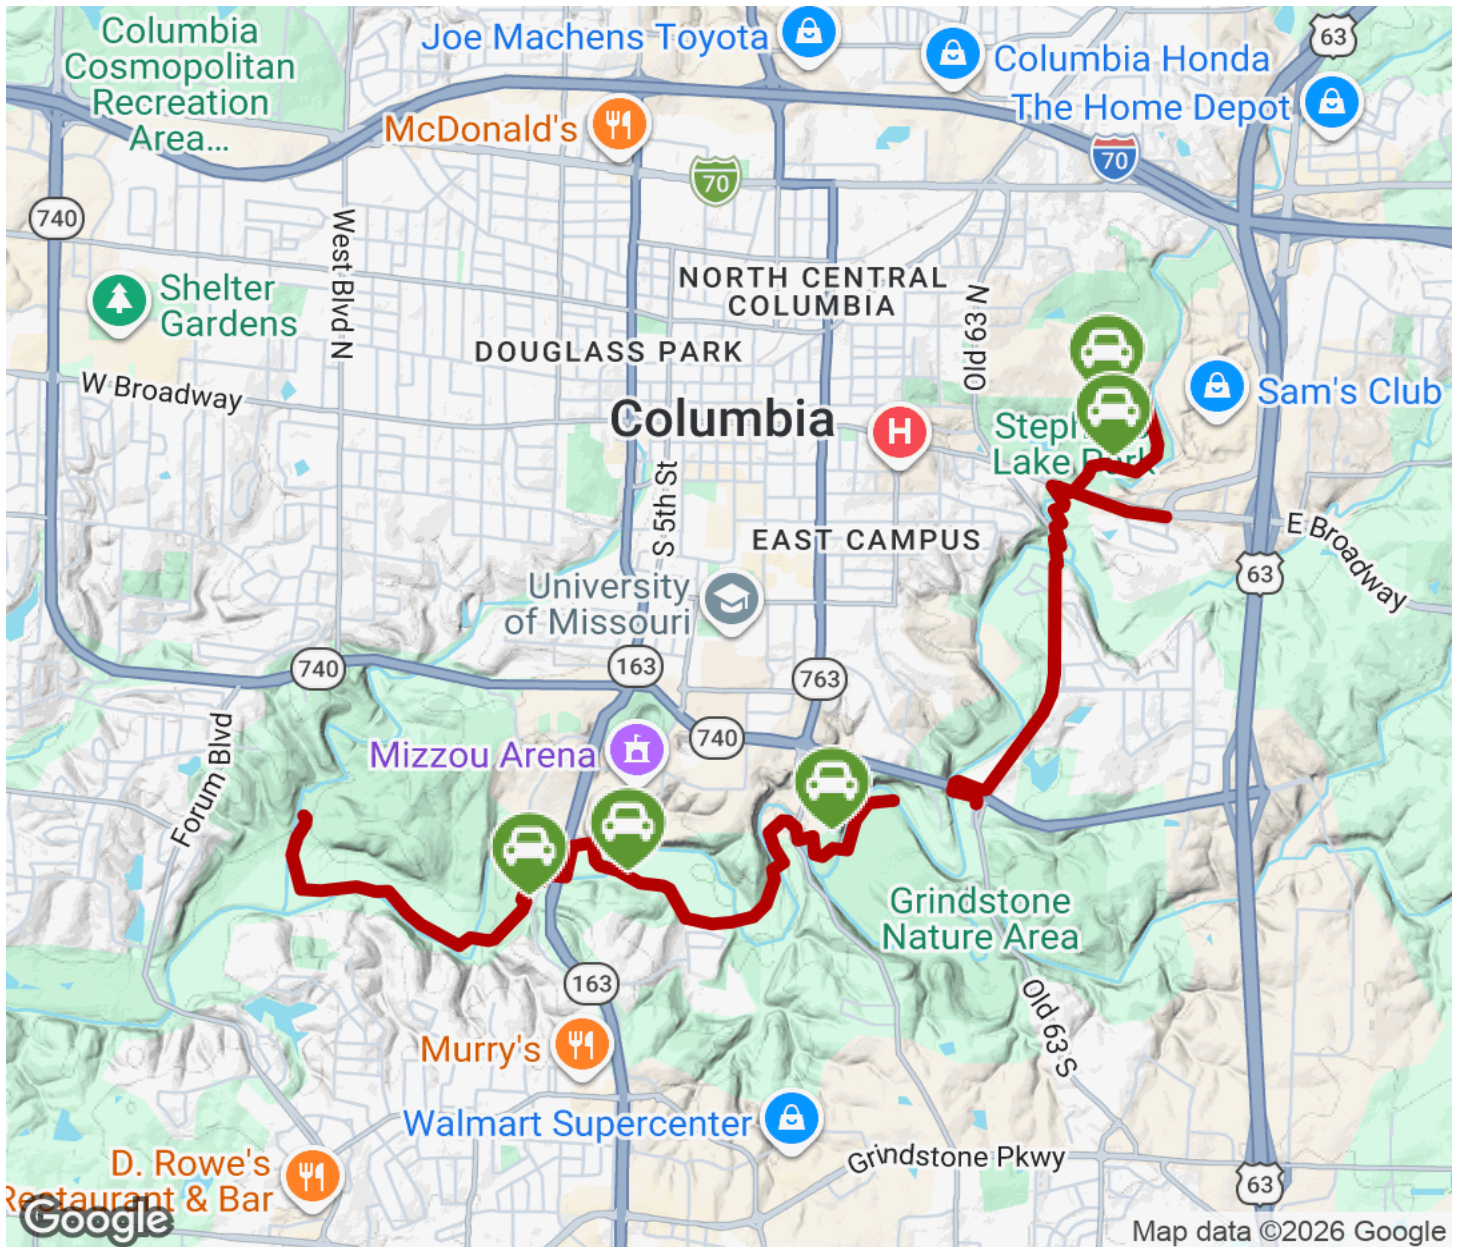 Columbia
Cosmopolitan
Recreation
Area...
Joe Machens Toyota
Columbia Honda
63
The Home Depot
McDonald's
70
70
740
West Blvd N
Shelter
Gardens
NORTH CENTRAL
COLUMBIA
Old 63 N
DOUGLASS PARK
W Broadway
Columbia
H
Sam's Club
Lake Park
S 5th St
EAST CAMPUS
E Broadway
University
of Missouri
63
740
163
763
Forum Blvd
Mizzou Arena
740
Grindstone
Nature Area
163
Old 63 S
Murry's
Walmart Supercenter
Grindstone Pkwy
D. Rowe's
Restaurant & Bar
63
Google
Map data ©2026 Google